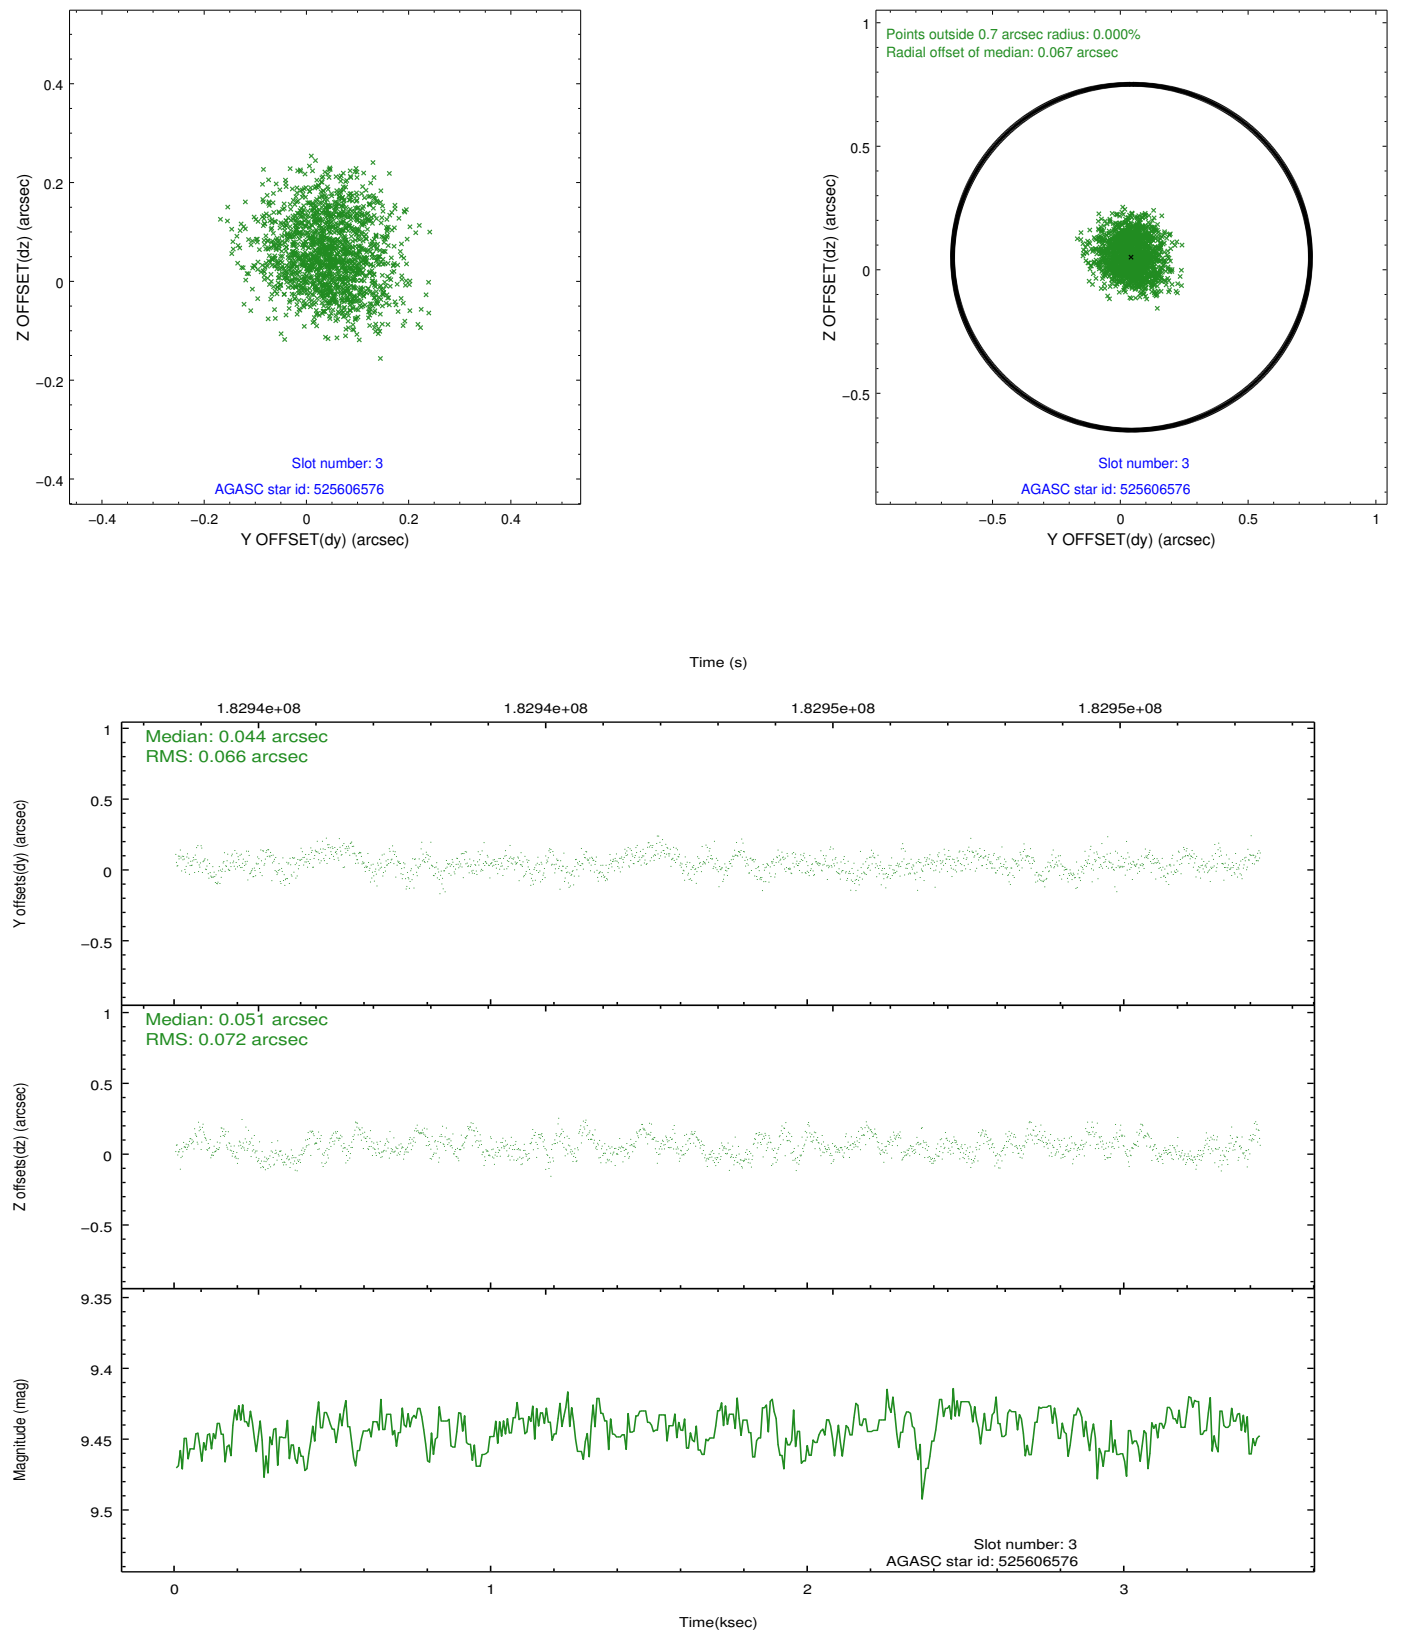 0.4
0.2
0
−0.2
−0.4
Z OFFSET(dz) (arcsec)
Slot number: 3
AGASC star id: 525606576
−0.4 −0.2 0 0.2 0.4
Y OFFSET(dy) (arcsec)
Points outside 0.7 arcsec radius: 0.000%
Radial offset of median: 0.067 arcsec
1
0.5
0
−0.5
Z OFFSET(dz) (arcsec)
Slot number: 3
AGASC star id: 525606576
−0.5 0 0.5 1
Y OFFSET(dy) (arcsec)
Time (s)
1.8294e+08 1.8294e+08 1.8295e+08 1.8295e+08
Median: 0.044 arcsec
RMS: 0.066 arcsec
1
0.5
0
−0.5
Y offsets(dy) (arcsec)
Median: 0.051 arcsec
RMS: 0.072 arcsec
1
0.5
0
−0.5
Z offsets(dz) (arcsec)
9.35
9.4
9.45
9.5
Magnitude (mag)
Slot number: 3
AGASC star id: 525606576
0 1 2 3
Time(ksec)